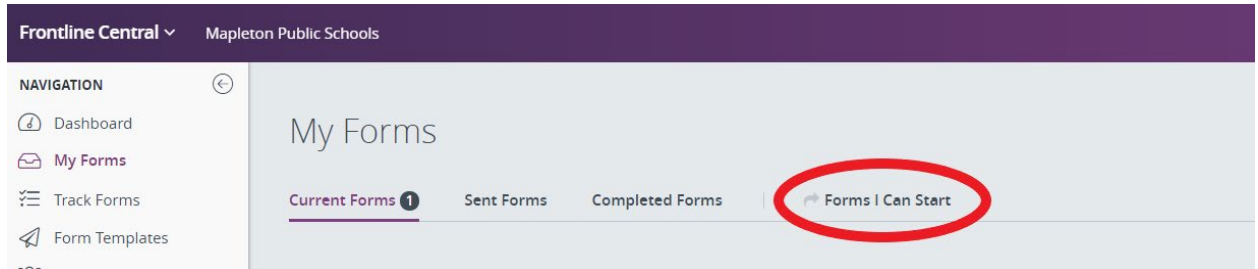 Frontline Central Mapleton Public Schools
NAVIGATION
Dashboard
My Forms
Track Forms
Form Templates
My Forms
Current Forms 1 Sent Forms Completed Forms Forms I Can Start